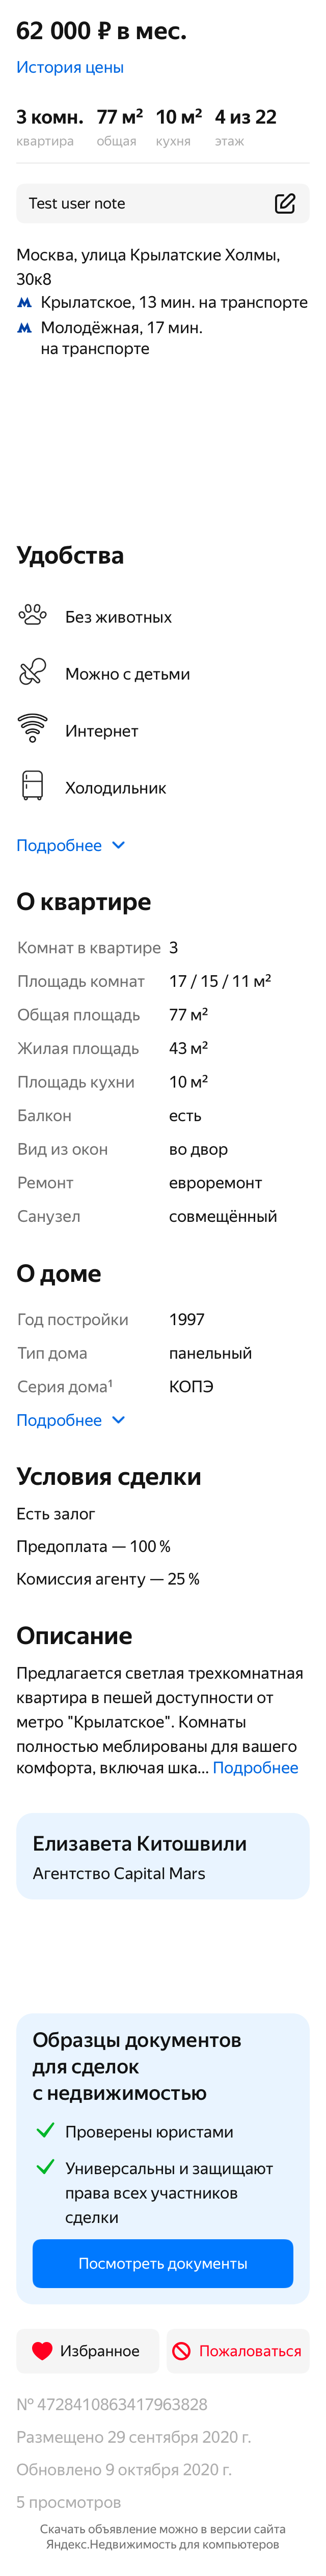 62 000 ₽ в мес.
История цены
3 комн. 77 м² 10 м² 4 из 22
квартира общая кухня этаж
Test user note
Москва, улица Крылатские Холмы,
30к8
Крылатское, 13 мин. на транспорте
Молодёжная, 17 мин.
на транспорте
Удобства
Без животных
Можно с детьми
Интернет
Холодильник
Подробнее
О квартире
Комнат в квартире 3
Площадь комнат 17 / 15 / 11 м²
Общая площадь 77 м²
Жилая площадь 43 м²
Площадь кухни 10 м²
Балкон есть
Вид из окон во двор
Ремонт евроремонт
Санузел совмещённый
О доме
Год постройки 1997
Тип дома панельный
Серия дома¹ КОПЭ
Подробнее
Условия сделки
Есть залог
Предоплата — 100 %
Комиссия агенту — 25 %
Описание
Предлагается светлая трехкомнатная
квартира в пешей доступности от
метро "Крылатское". Комнаты
полностью меблированы для вашего
комфорта, включая шка... Подробнее
Елизавета Китошвили
Агентство Capital Mars
Образцы документов
для сделок
с недвижимостью
Проверены юристами
Универсальны и защищают
права всех участников
сделки
Посмотреть документы
Избранное Пожаловаться
№ 4728410863417963828
Размещено 29 сентября 2020 г.
Обновлено 9 октября 2020 г.
5 просмотров
Скачать объявление можно в версии сайта
Яндекс.Недвижимость для компьютеров